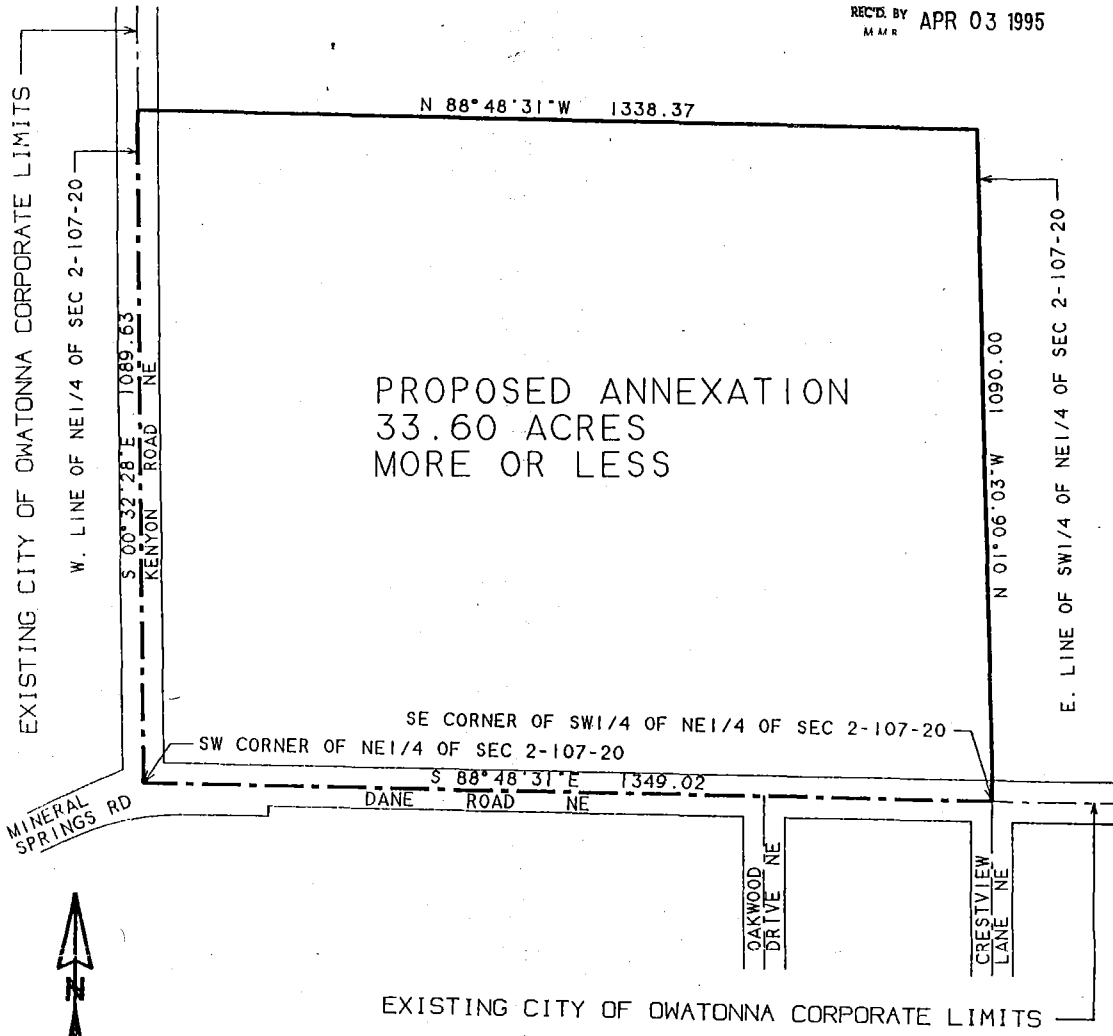 REC'D. BY APR 03 1995
M M R
EXISTING CITY OF OWATONNA CORPORATE LIMITS
W. LINE OF NE1/4 OF SEC 2-107-20
N 88°48'31"W 1338.37
S 00°32'28"E 1089.63
KENYON ROAD NE
PROPOSED ANNEXATION
33.60 ACRES
MORE OR LESS
N 01°06'03"W 1090.00
E. LINE OF SW1/4 OF NE1/4 OF SEC 2-107-20
SE CORNER OF SW1/4 OF NE1/4 OF SEC 2-107-20
SW CORNER OF NE1/4 OF SEC 2-107-20
S 88°48'31"E 1349.02
DANE ROAD NE
MINERAL
SPRINGS RD
OAKWOOD
DRIVE NE
CRESTVIEW
LANE NE
N
EXISTING CITY OF OWATONNA CORPORATE LIMITS